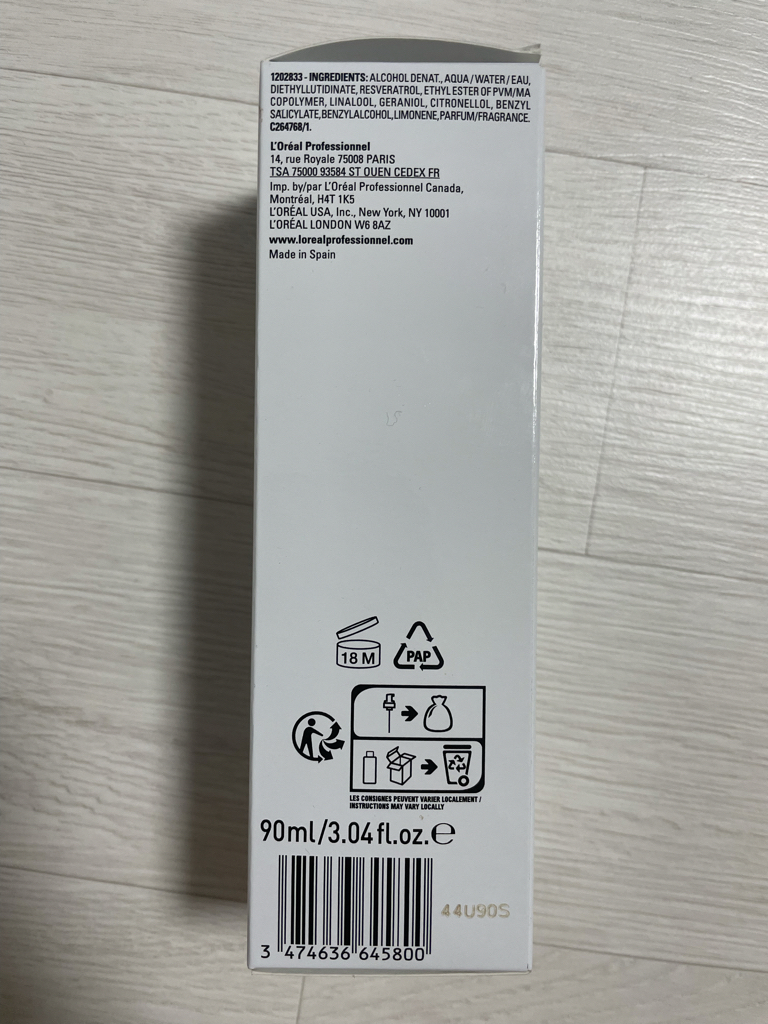 1202833 - INGREDIENTS: ALCOHOL DENAT., AQUA / WATER / EAU,
DIETHYLLUTIDINATE, RESVERATROL, ETHYL ESTER OF PVM/MA
COPOLYMER, LINALOOL, GERANIOL, CITRONELLOL, BENZYL
SALICYLATE, BENZYL ALCOHOL, LIMONENE, PARFUM/FRAGRANCE.
C264768/1.
L'Oréal Professionnel
14, rue Royale 75008 PARIS
TSA 75000 93584 ST OUEN CEDEX FR
Imp. by/par L'Oréal Professionnel Canada,
Montréal, H4T 1K5
L'ORÉAL USA, Inc., New York, NY 10001
L'ORÉAL LONDON W6 8AZ
www.lorealprofessionnel.com
Made in Spain
18 M
PAP
LES CONSIGNES PEUVENT VARIER LOCALEMENT /
INSTRUCTIONS MAY VARY LOCALLY
90ml/3.04fl.oz.℮
44U90S
3 474636 645800